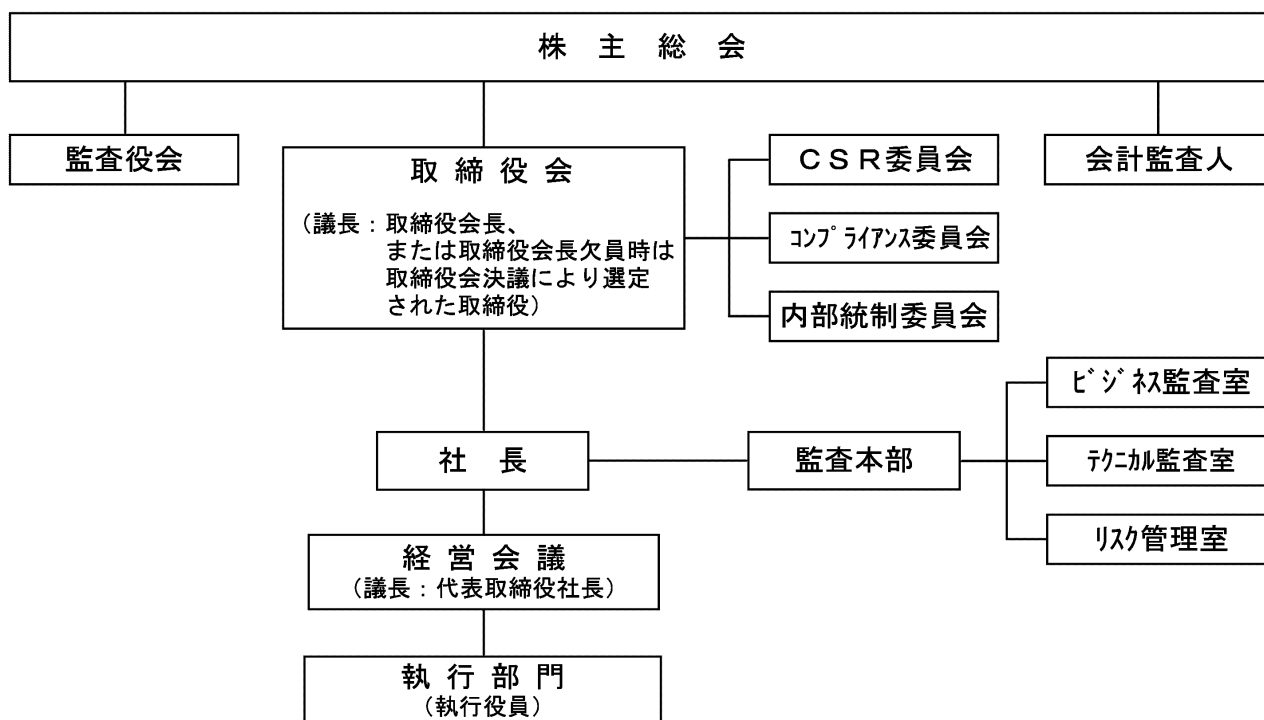 株主総会
監査役会
取締役会
（議長：取締役会長、
または取締役会長欠員時は
取締役会決議により選定
された取締役）
ＣＳＲ委員会
ｺﾝﾌﾟﾗｲｱﾝｽ委員会
内部統制委員会
会計監査人
社長
監査本部
ﾋﾞｼﾞﾈｽ監査室
ﾃｸﾆｶﾙ監査室
ﾘｽｸ管理室
経営会議
（議長：代表取締役社長）
執行部門
（執行役員）